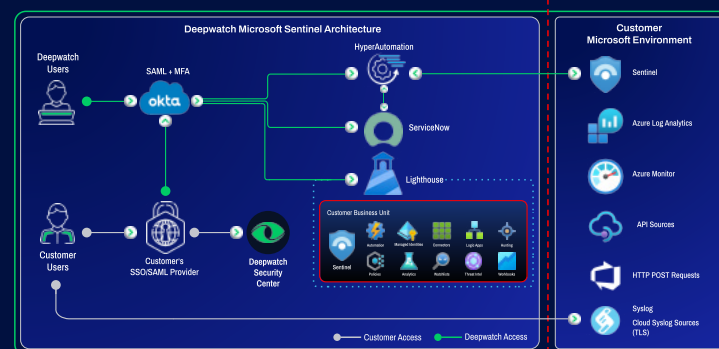 Deepwatch Microsoft Sentinel Architecture
Customer
Microsoft Environment
Deepwatch
Users
SAML + MFA
okta
HyperAutomation
ServiceNow
Lighthouse
Customer Business Unit
Sentinel
Automation
Managed Identities
Connectors
Logic Apps
Hunting
Policies
Analytics
Watchlists
Threat Intel
Workbooks
Customer
Users
Customer's
SSO/SAML Provider
Deepwatch
Security
Center
Customer Access
Deepwatch Access
Sentinel
Azure Log Analytics
Azure Monitor
API Sources
HTTP POST Requests
Syslog
Cloud Syslog Sources
(TLS)